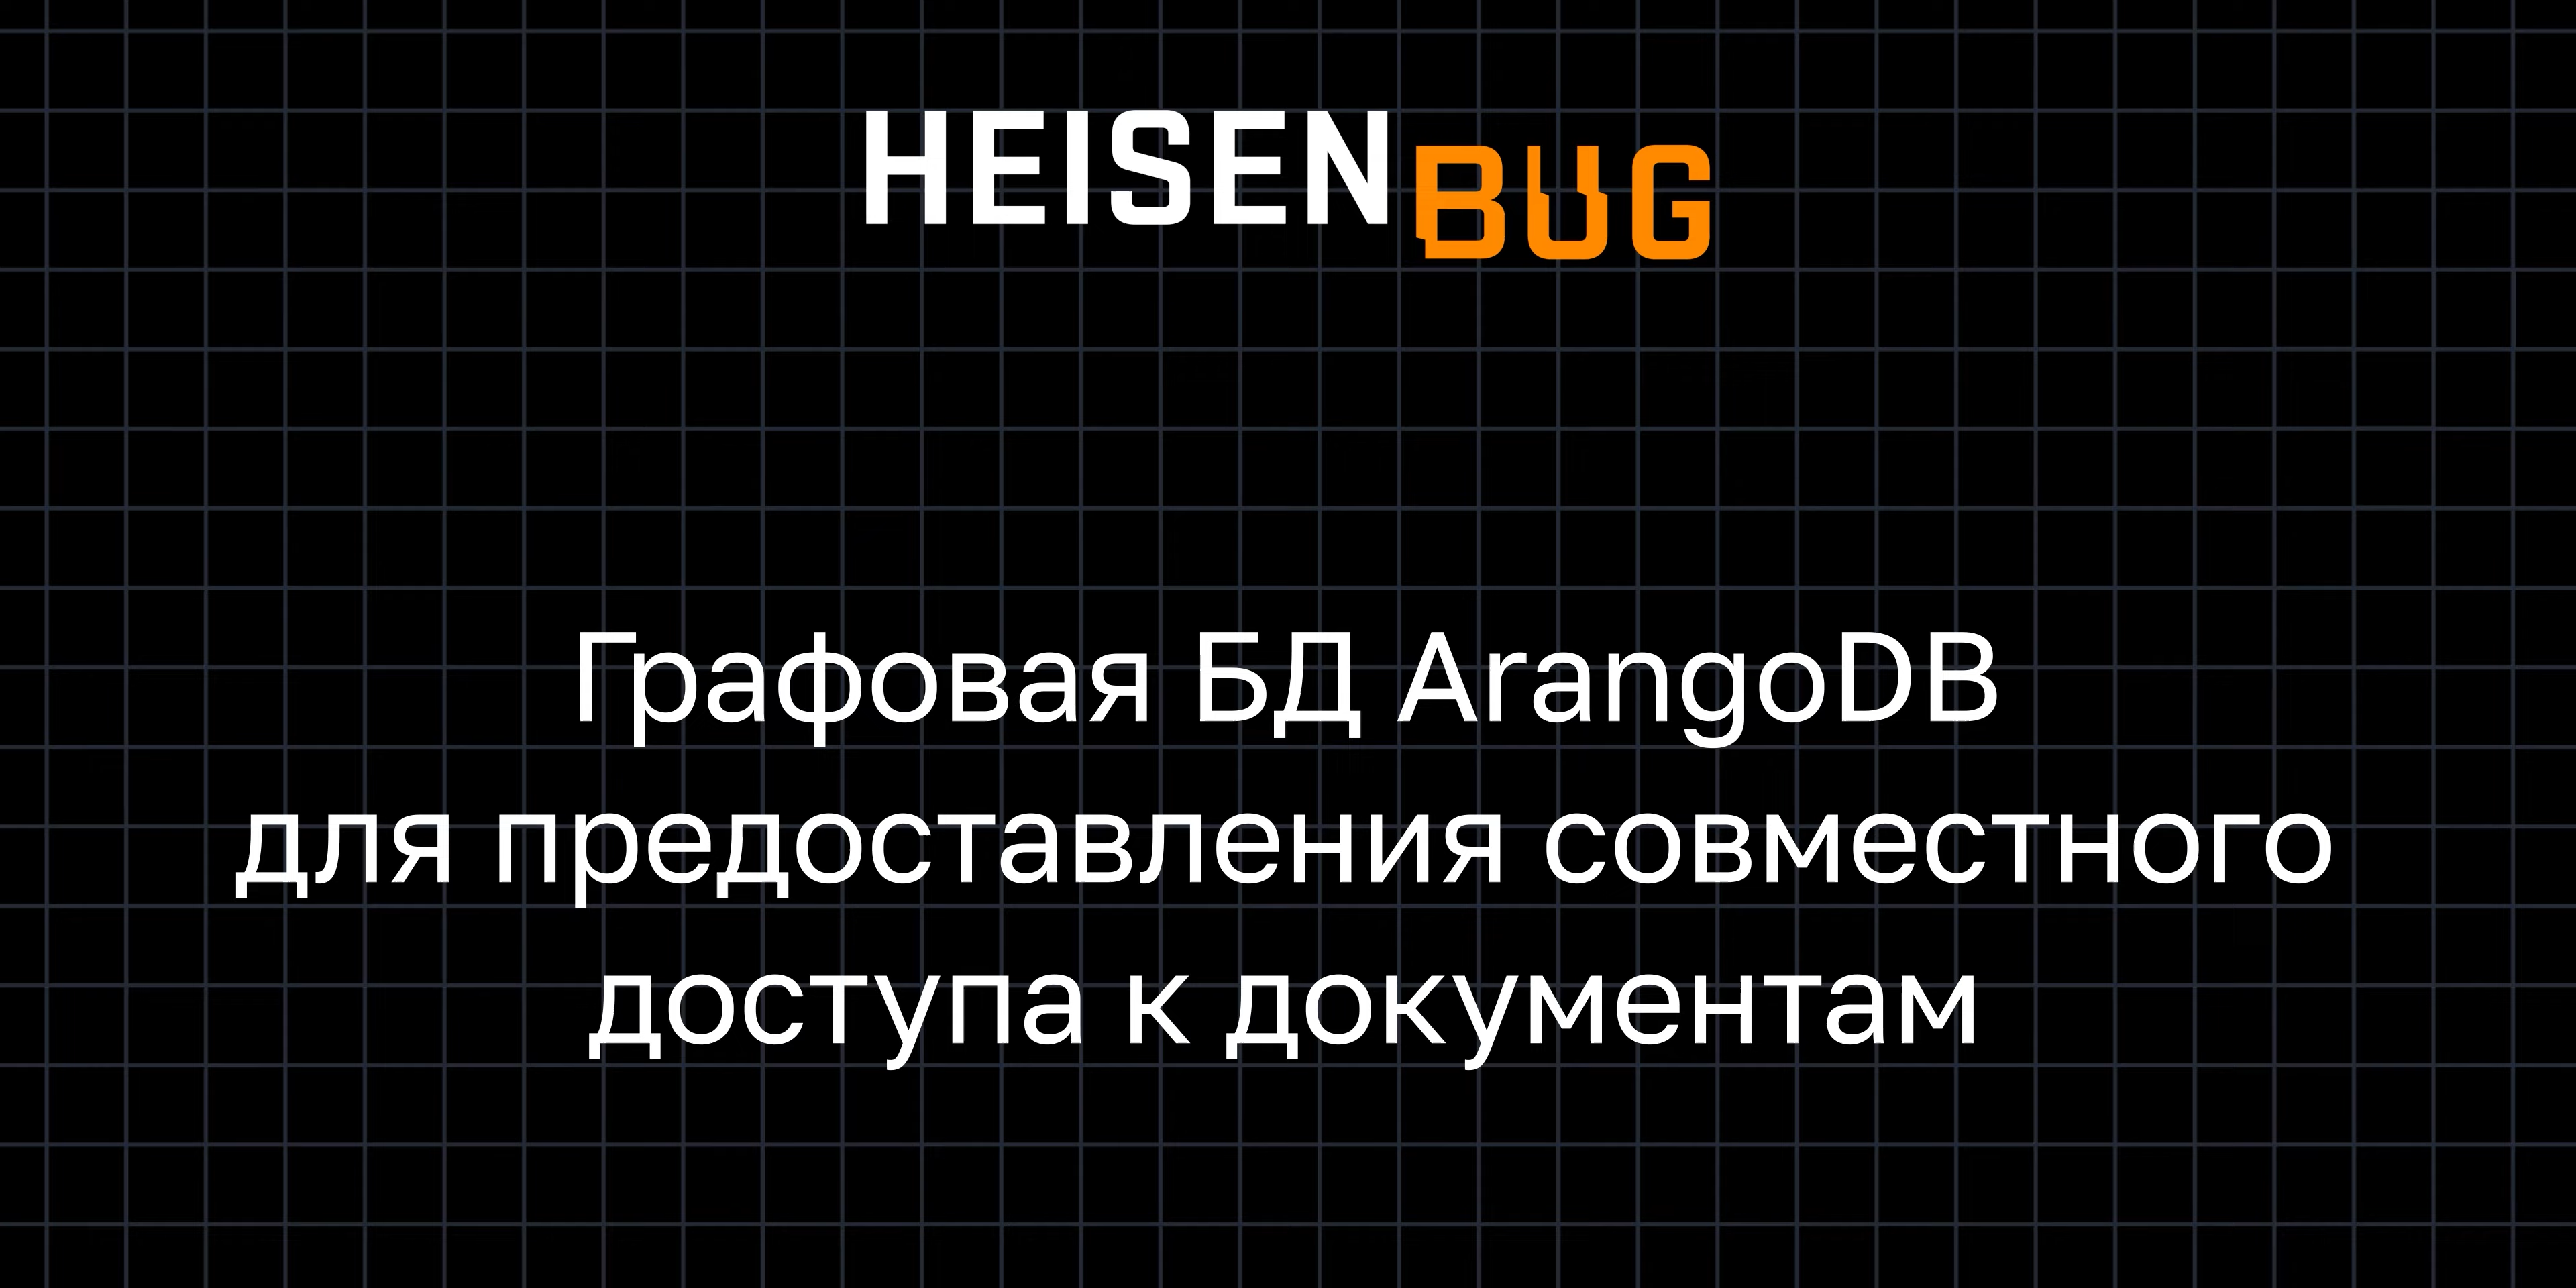 HEISENBUG
Графовая БД ArangoDB
для предоставления совместного
доступа к документам